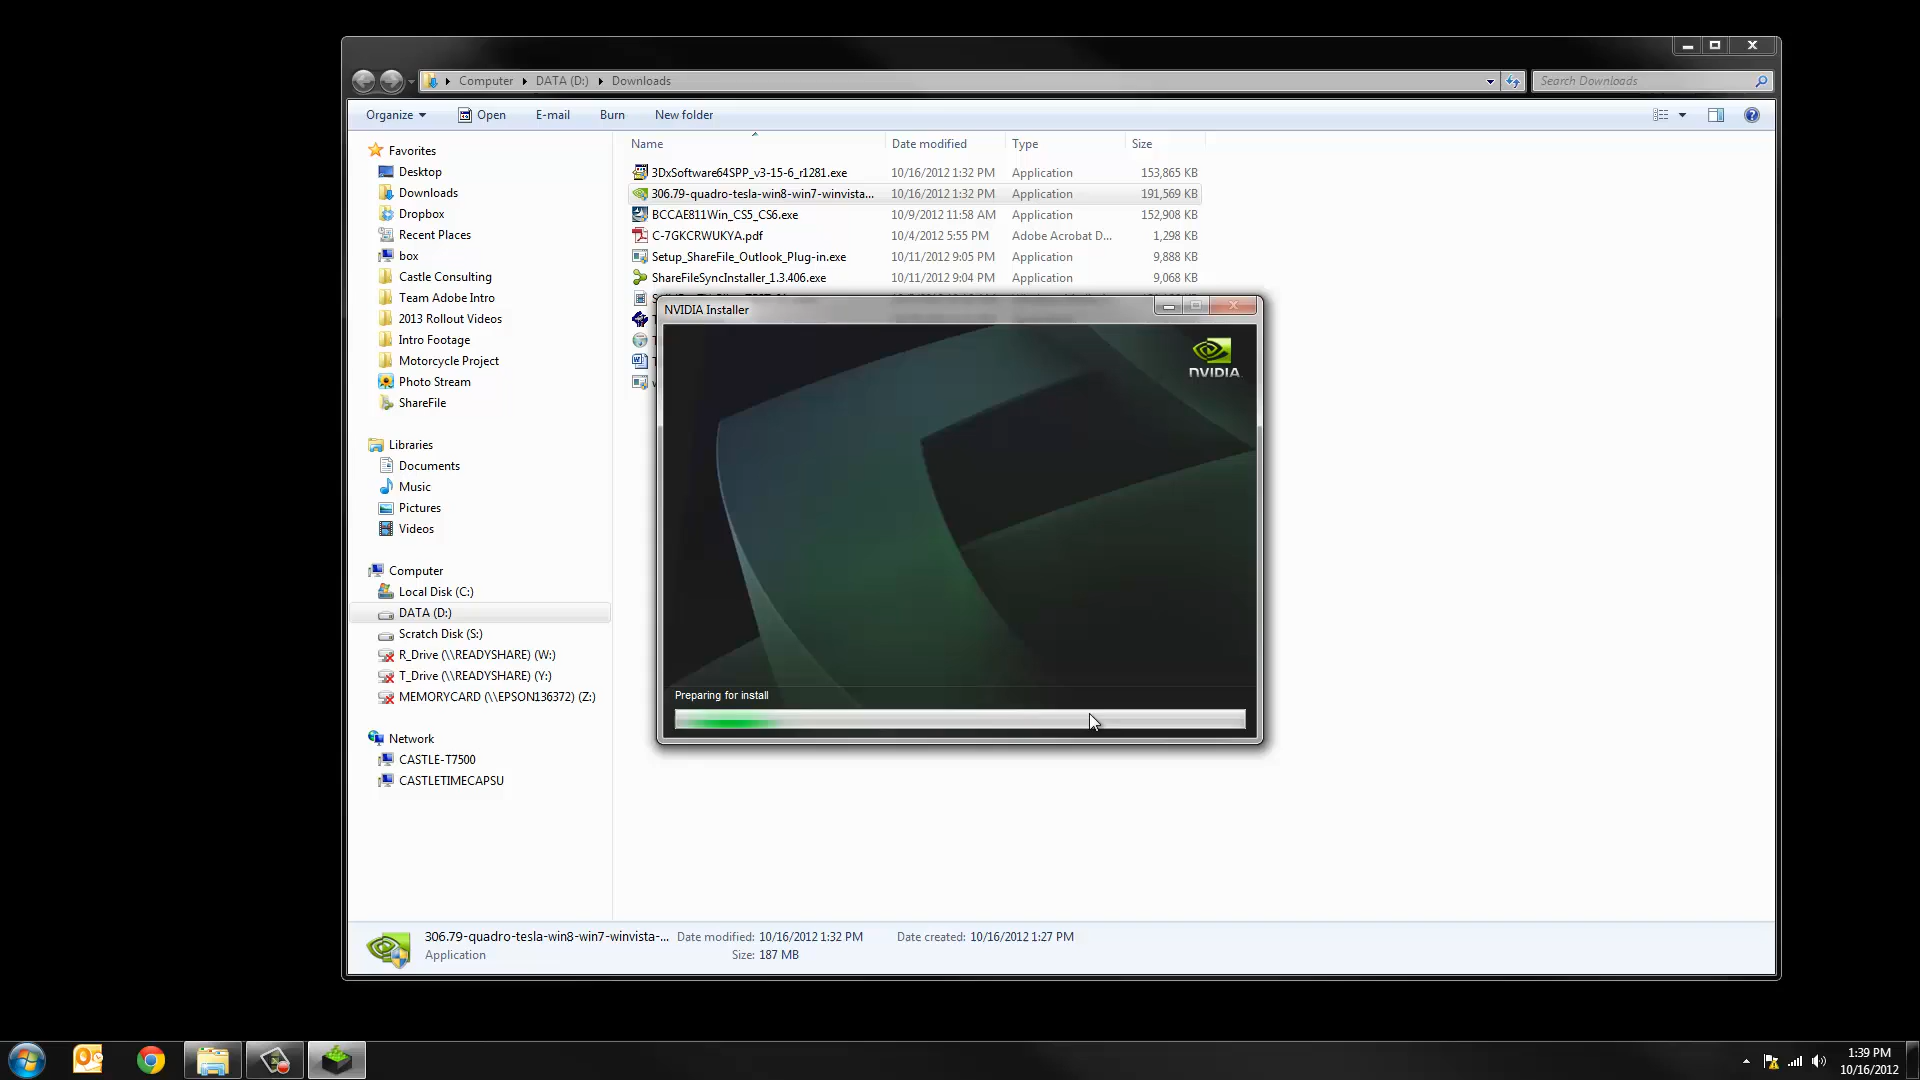 Computer DATA (D:) Downloads
Search Downloads
Organize Open E-mail Burn New folder
Name Date modified Type Size
Favorites
Desktop
Downloads
Dropbox
Recent Places
box
Castle Consulting
Team Adobe Intro
2013 Rollout Videos
Intro Footage
Motorcycle Project
Photo Stream
ShareFile
Libraries
Documents
Music
Pictures
Videos
Computer
Local Disk (C:)
DATA (D:)
Scratch Disk (S:)
R_Drive (\\READYSHARE) (W:)
T_Drive (\\READYSHARE) (Y:)
MEMORYCARD (\\EPSON136372) (Z:)
Network
CASTLE-T7500
CASTLETIMECAPSU
3DxSoftware64SPP_v3-15-6_r1281.exe 10/16/2012 1:32 PM Application 153,865 KB
306.79-quadro-tesla-win8-win7-winvista... 10/16/2012 1:32 PM Application 191,569 KB
BCCAE811Win_CS5_CS6.exe 10/9/2012 11:58 AM Application 152,908 KB
C-7GKCRWUKYA.pdf 10/4/2012 5:55 PM Adobe Acrobat D... 1,298 KB
Setup_ShareFile_Outlook_Plug-in.exe 10/11/2012 9:05 PM Application 9,888 KB
ShareFileSyncInstaller_1.3.406.exe 10/11/2012 9:04 PM Application 9,068 KB
NVIDIA Installer
NVIDIA
Preparing for install
306.79-quadro-tesla-win8-win7-winvista-... Date modified: 10/16/2012 1:32 PM Date created: 10/16/2012 1:27 PM
Application Size: 187 MB
1:39 PM
10/16/2012